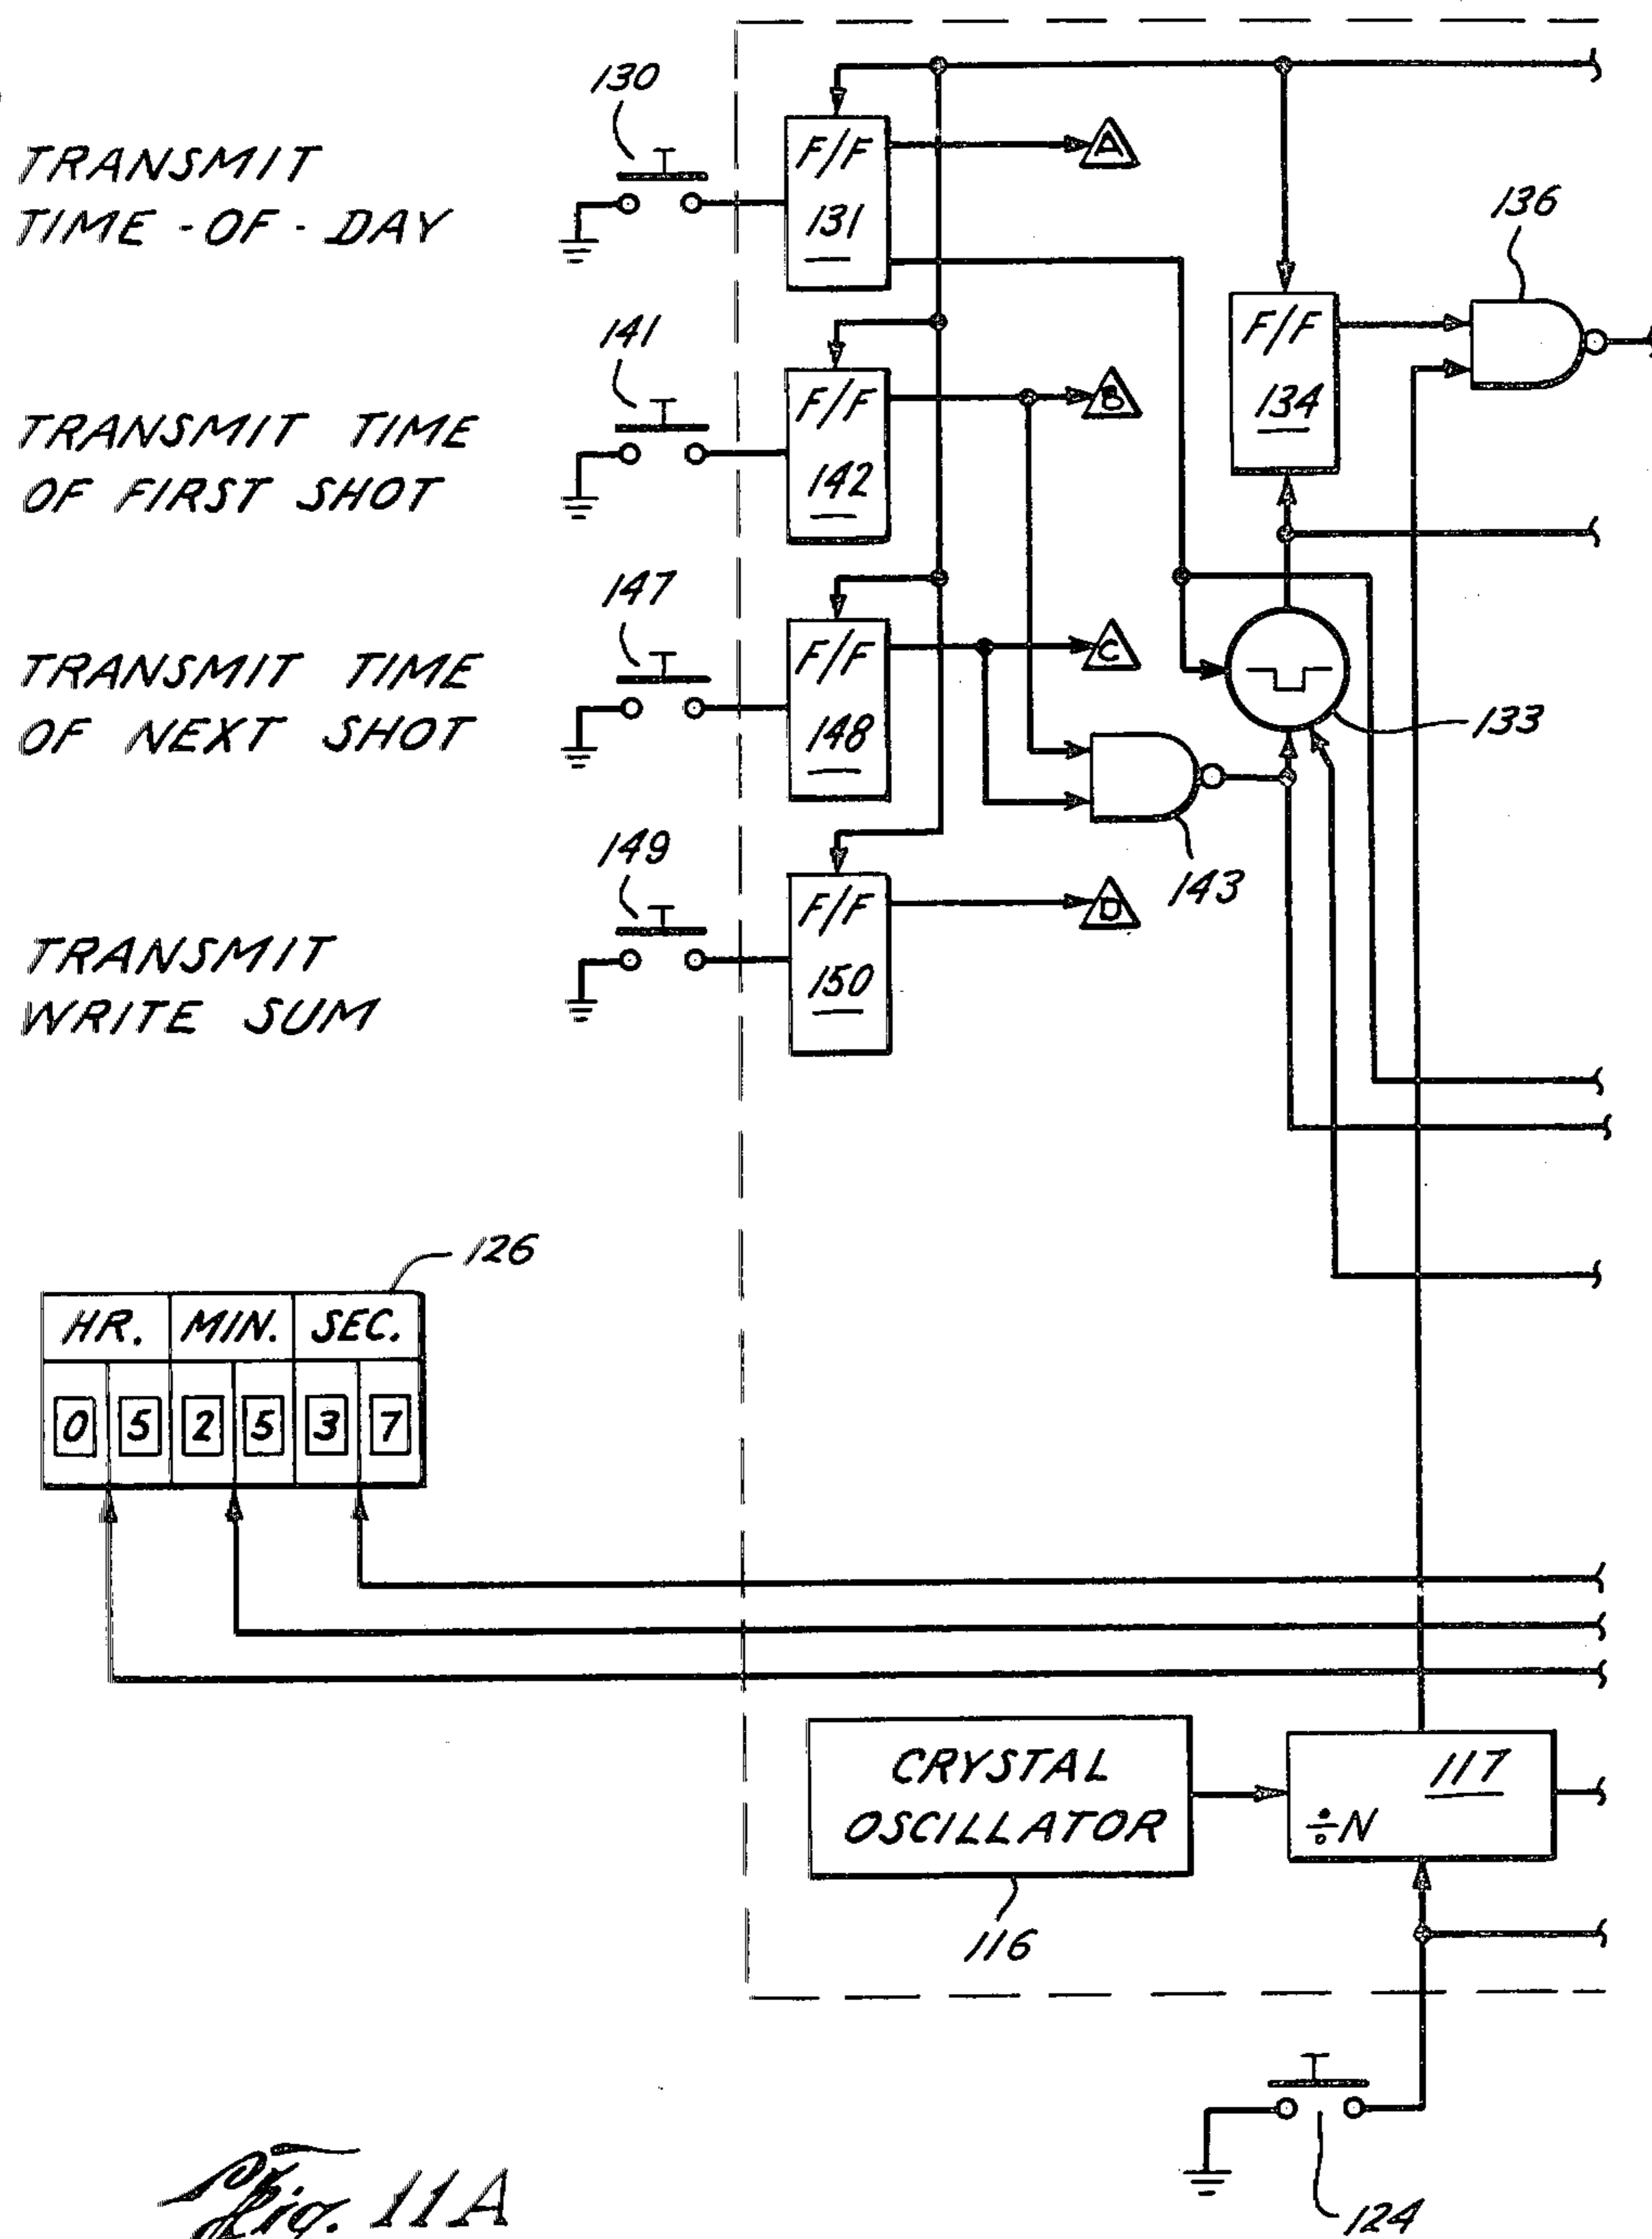 130
TRANSMIT
TIME-OF-DAY
F/F
131
A
136
141
TRANSMIT TIME
OF FIRST SHOT
F/F
142
B
F/F
134
147
TRANSMIT TIME
OF NEXT SHOT
F/F
148
C
133
143
149
TRANSMIT
WRITE SUM
F/F
150
D
126
HR. MIN. SEC.
0 5 2 5 3 7
CRYSTAL
OSCILLATOR
116
117
÷N
124
Fig. 11A